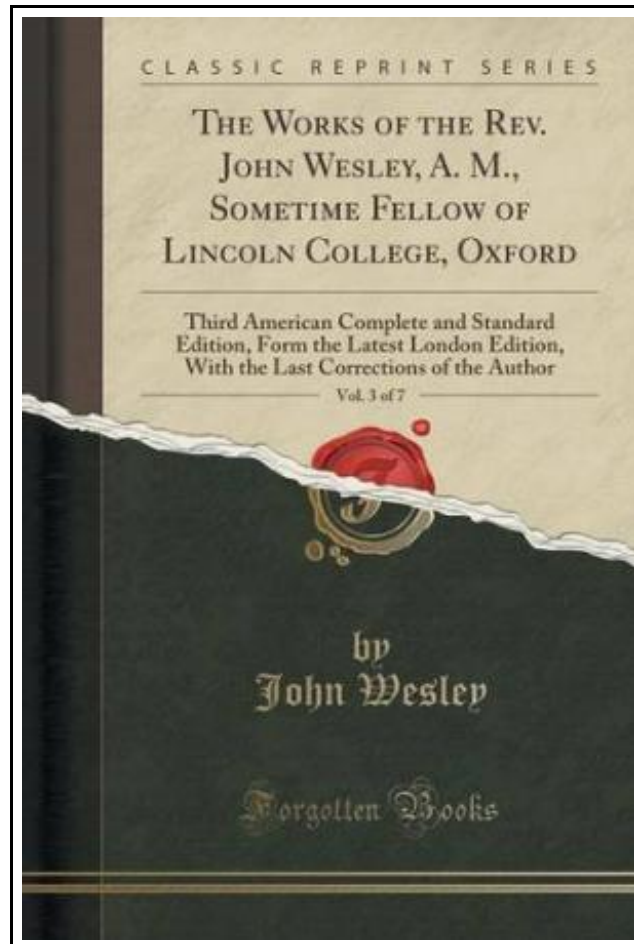 CLASSIC REPRINT SERIES
THE WORKS OF THE REV.
JOHN WESLEY, A. M.,
SOMETIME FELLOW OF
LINCOLN COLLEGE, OXFORD
Third American Complete and Standard
Edition, Form the Latest London Edition,
With the Last Corrections of the Author
Vol. 3 of 7
by
John Wesley
Forgotten Books